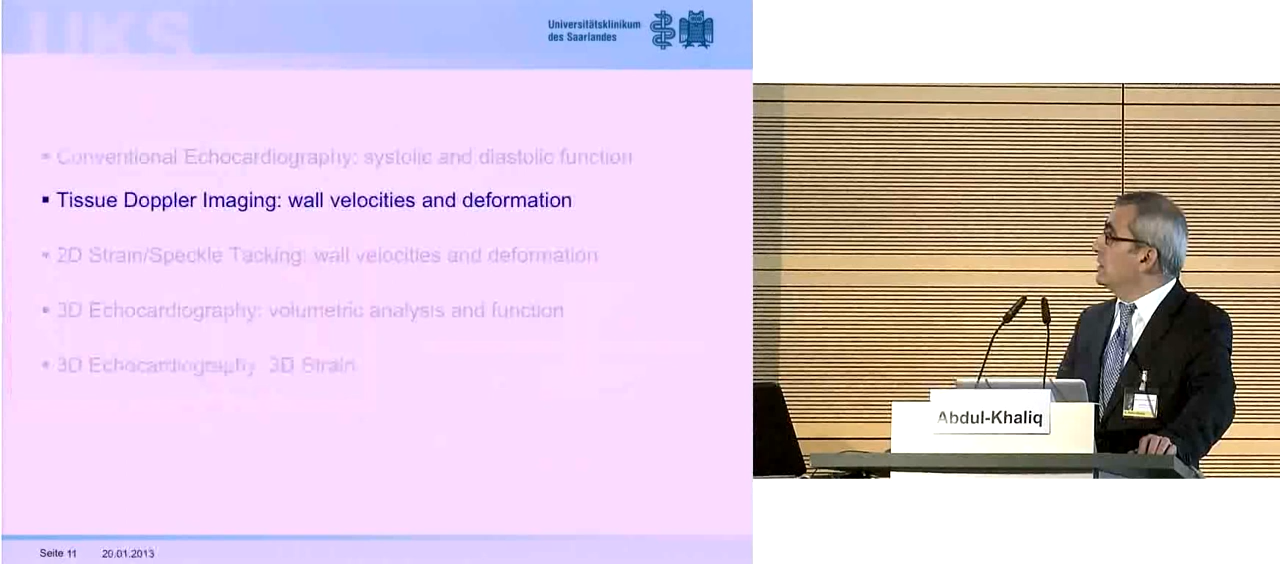 UKS
Universitätsklinikum
des Saarlandes
▪ Conventional Echocardiography: systolic and diastolic function
▪ Tissue Doppler Imaging: wall velocities and deformation
▪ 2D Strain/Speckle Tacking: wall velocities and deformation
▪ 3D Echocardiography: volumetric analysis and function
▪ 3D Echocardiography 3D Strain
Seite 11 20.01.2013
Abdul-Khaliq